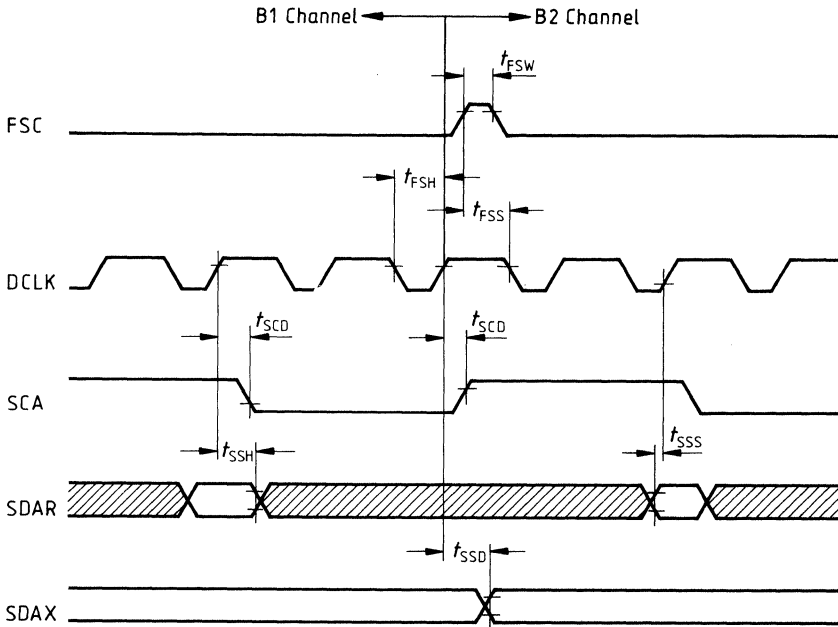 B1 Channel B2 Channel
tFSW
FSC
tFSH
tFSS
DCLK
tSCD tSCD
SCA
tSSH tSSS
SDAR
tSSD
SDAX